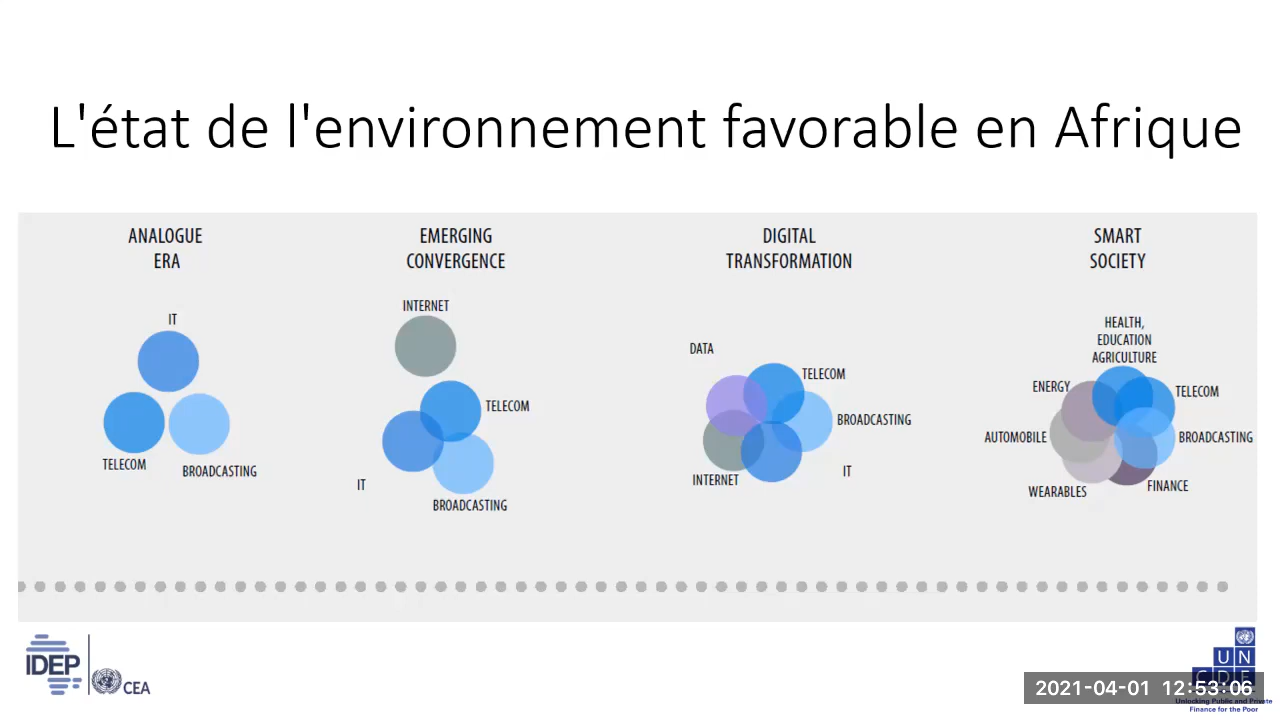 L'état de l'environnement favorable en Afrique
ANALOGUE
ERA
IT
TELECOM
BROADCASTING
EMERGING
CONVERGENCE
INTERNET
TELECOM
IT
BROADCASTING
DIGITAL
TRANSFORMATION
DATA
TELECOM
BROADCASTING
INTERNET
IT
SMART
SOCIETY
HEALTH,
EDUCATION
AGRICULTURE
ENERGY
TELECOM
AUTOMOBILE
BROADCASTING
WEARABLES
FINANCE
IDEP
CEA
UN
CDF
2021-04-01 12:53:06
Unlocking Public and Private
Finance for the Poor